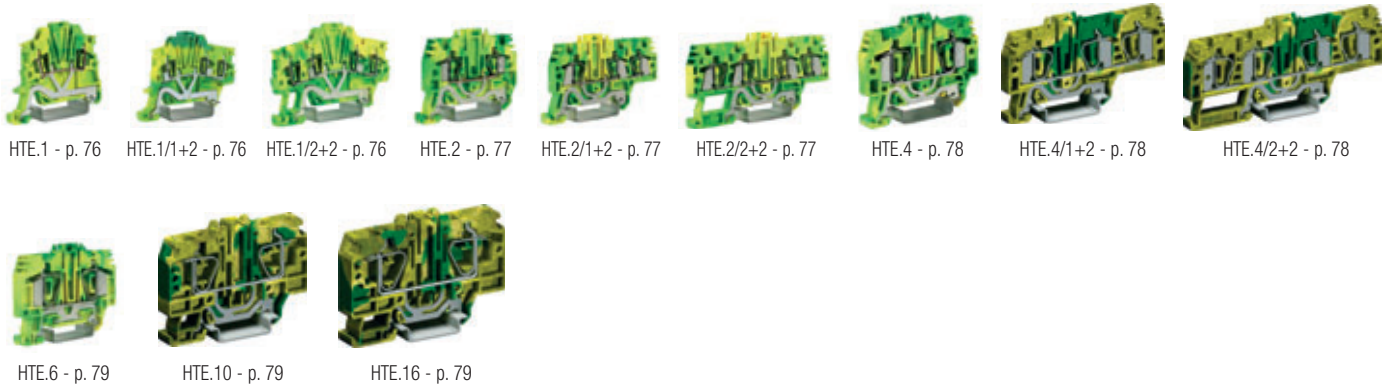 HTE.1 - p. 76 HTE.1/1+2 - p. 76 HTE.1/2+2 - p. 76 HTE.2 - p. 77 HTE.2/1+2 - p. 77 HTE.2/2+2 - p. 77 HTE.4 - p. 78 HTE.4/1+2 - p. 78 HTE.4/2+2 - p. 78
HTE.6 - p. 79 HTE.10 - p. 79 HTE.16 - p. 79